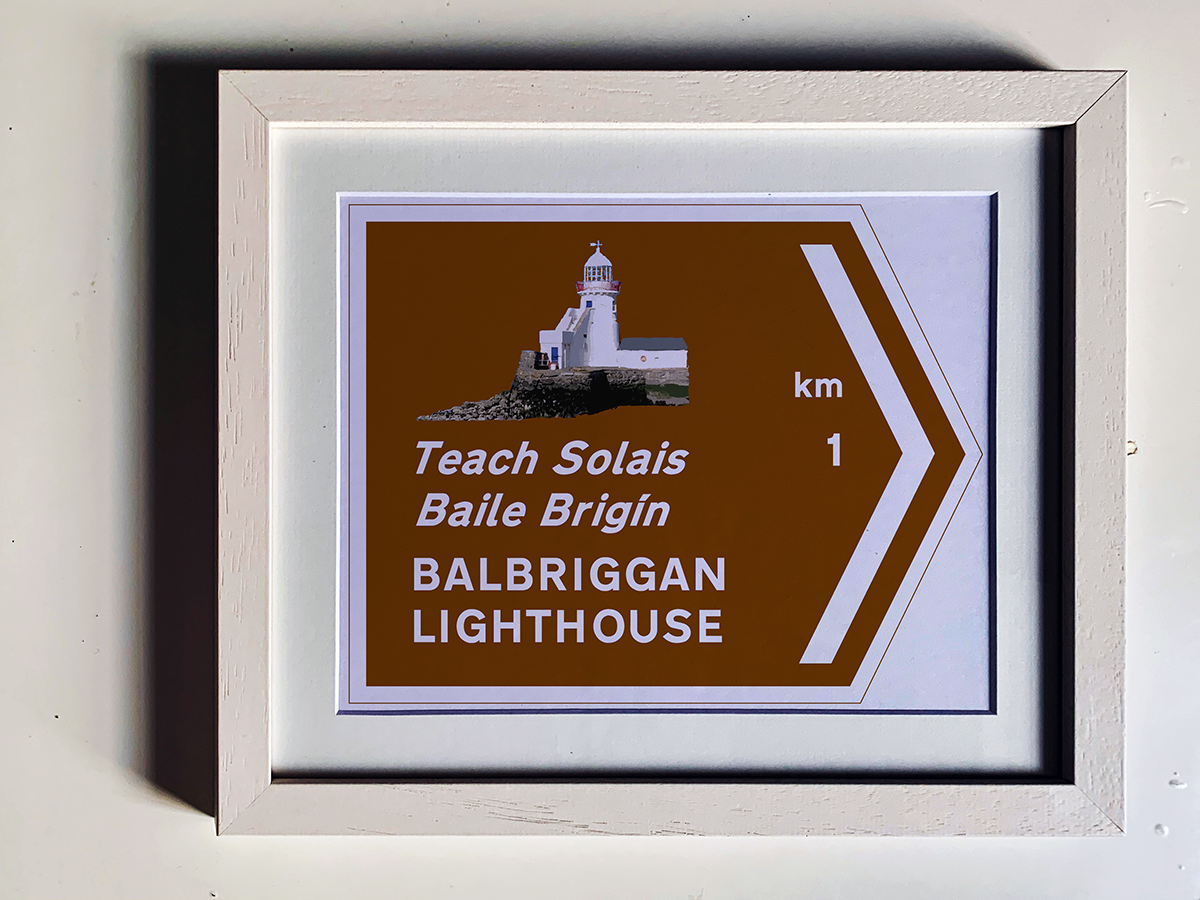 Teach Solais
Baile Brigín
BALBRIGGAN
LIGHTHOUSE
km
1